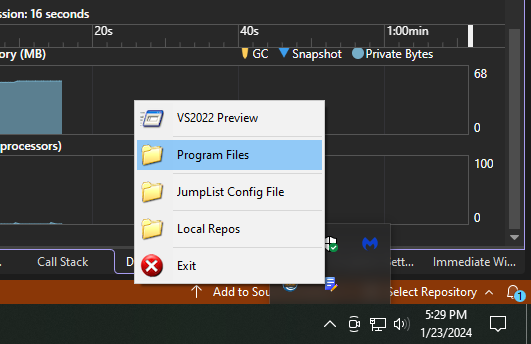 ssion: 16 seconds
20s
40s
1:00min
ory (MB)
GC
Snapshot
Private Bytes
68
0
processors)
100
0
VS2022 Preview
Program Files
JumpList Config File
Local Repos
Exit
...
Call Stack
D
Sett...
Immediate Wi...
Add to Sou
Select Repository
1
5:29 PM
1/23/2024